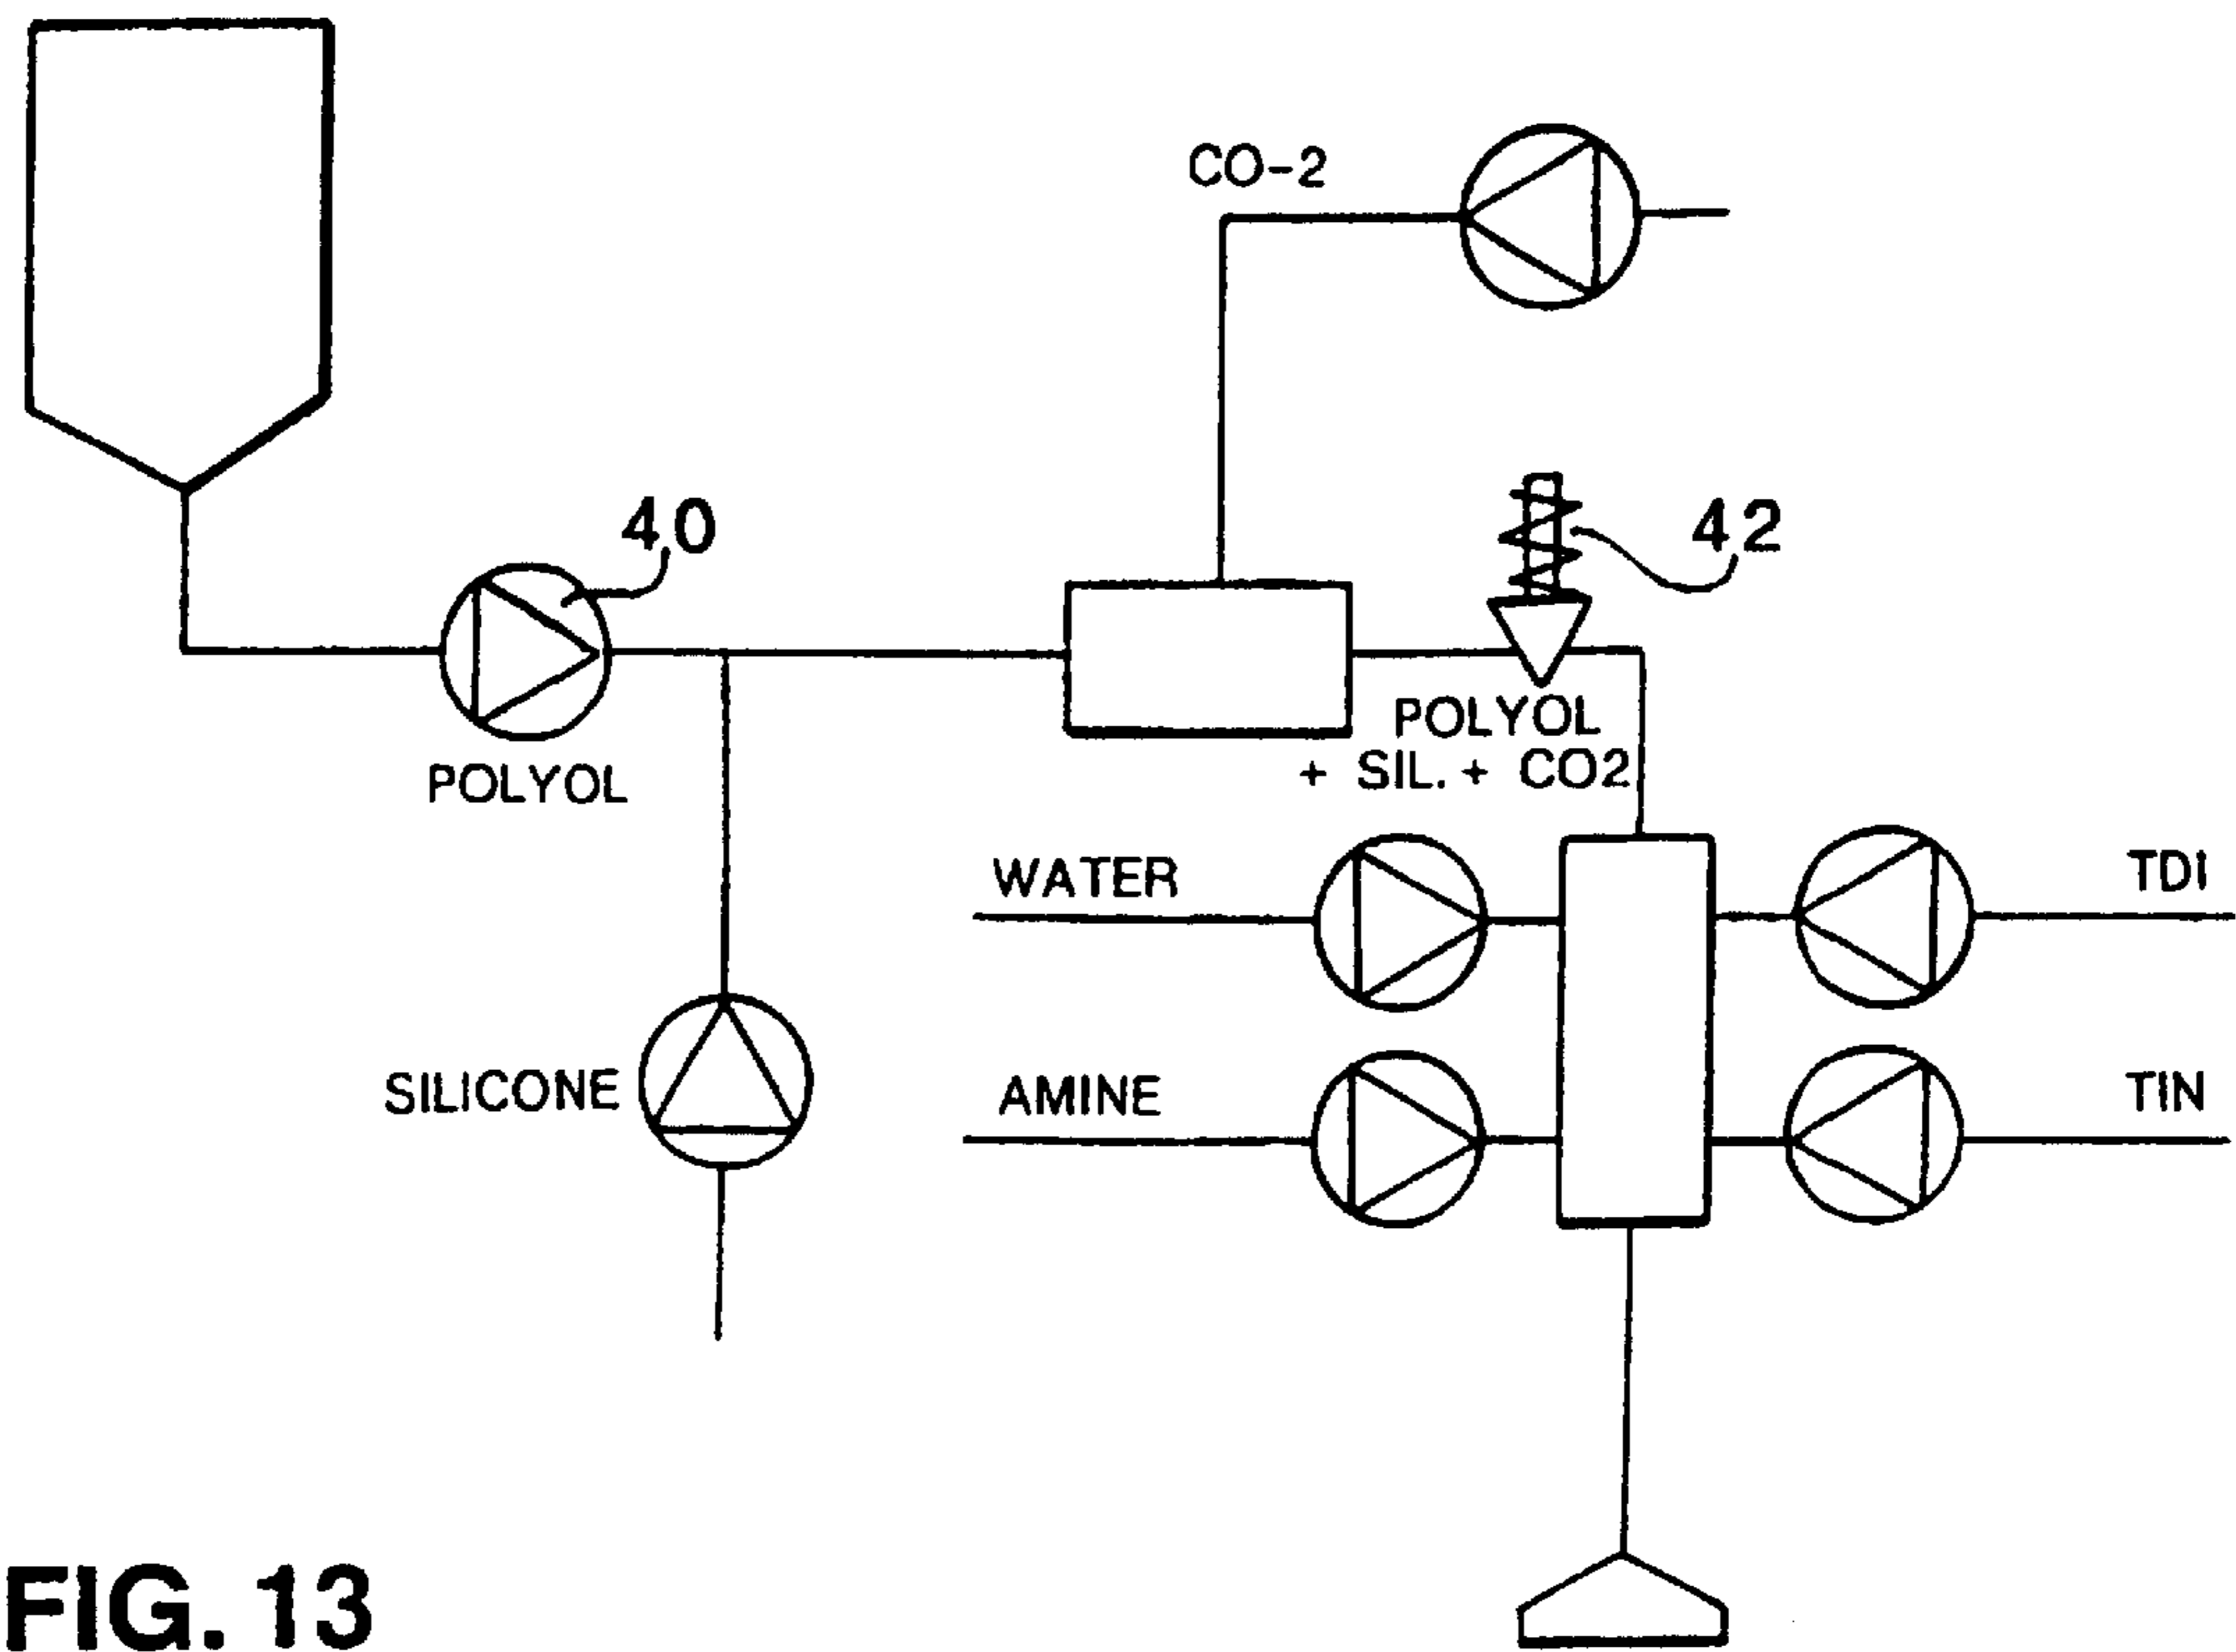 CO-2
40
42
POLYOL
+ SIL. + CO2
POLYOL
WATER
TDI
SILICONE
AMINE
TIN
FIG. 13